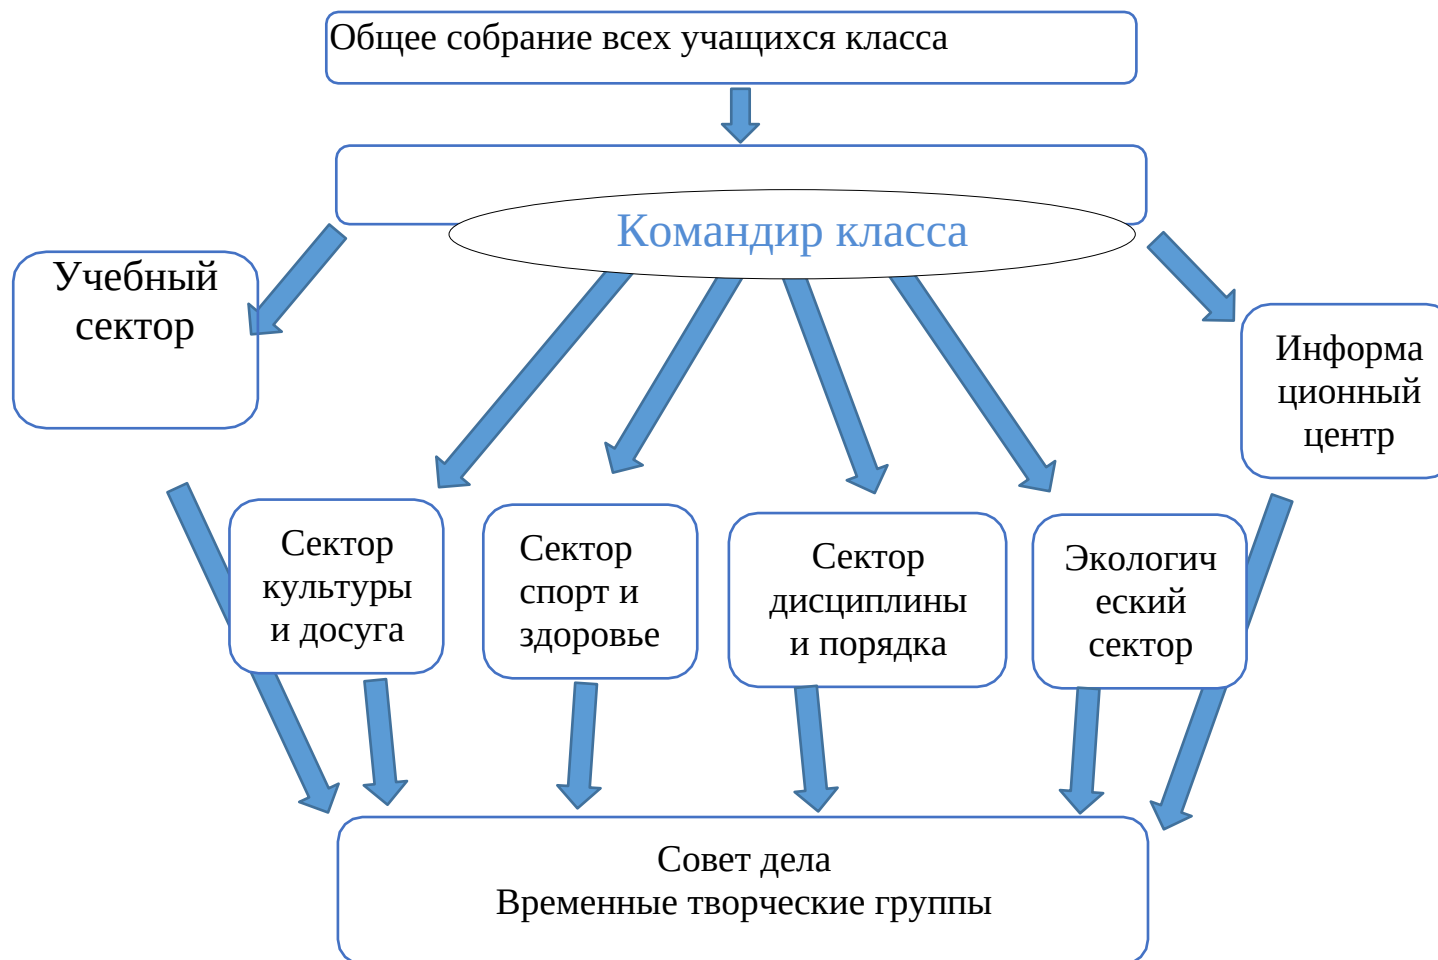 Общее собрание всех учащихся класса
Командир класса
Учебный
сектор
Информа
ционный
центр
Сектор
культуры
и досуга
Сектор
спорт и
здоровье
Сектор
дисциплины
и порядка
Экологич
еский
сектор
Совет дела
Временные творческие группы